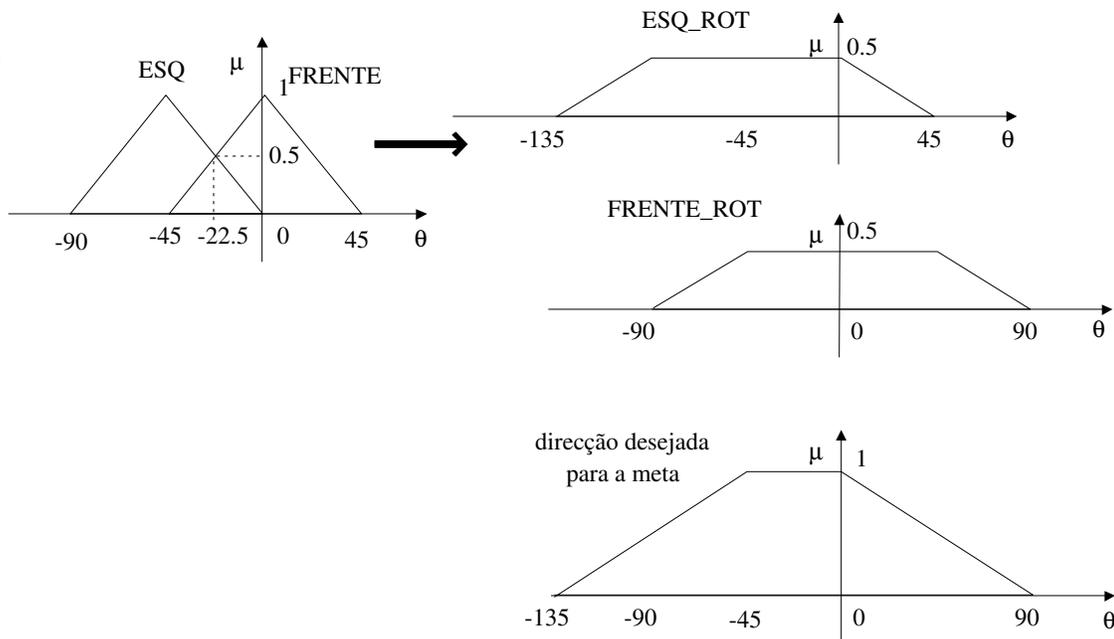 ESQ
μ
1
FRENTE
0.5
-90
-45
-22.5
0
45
θ
ESQ_ROT
μ
0.5
-135
-45
45
θ
FRENTE_ROT
μ
0.5
-90
0
90
θ
direcção desejada
para a meta
μ
1
-135
-90
-45
0
90
θ